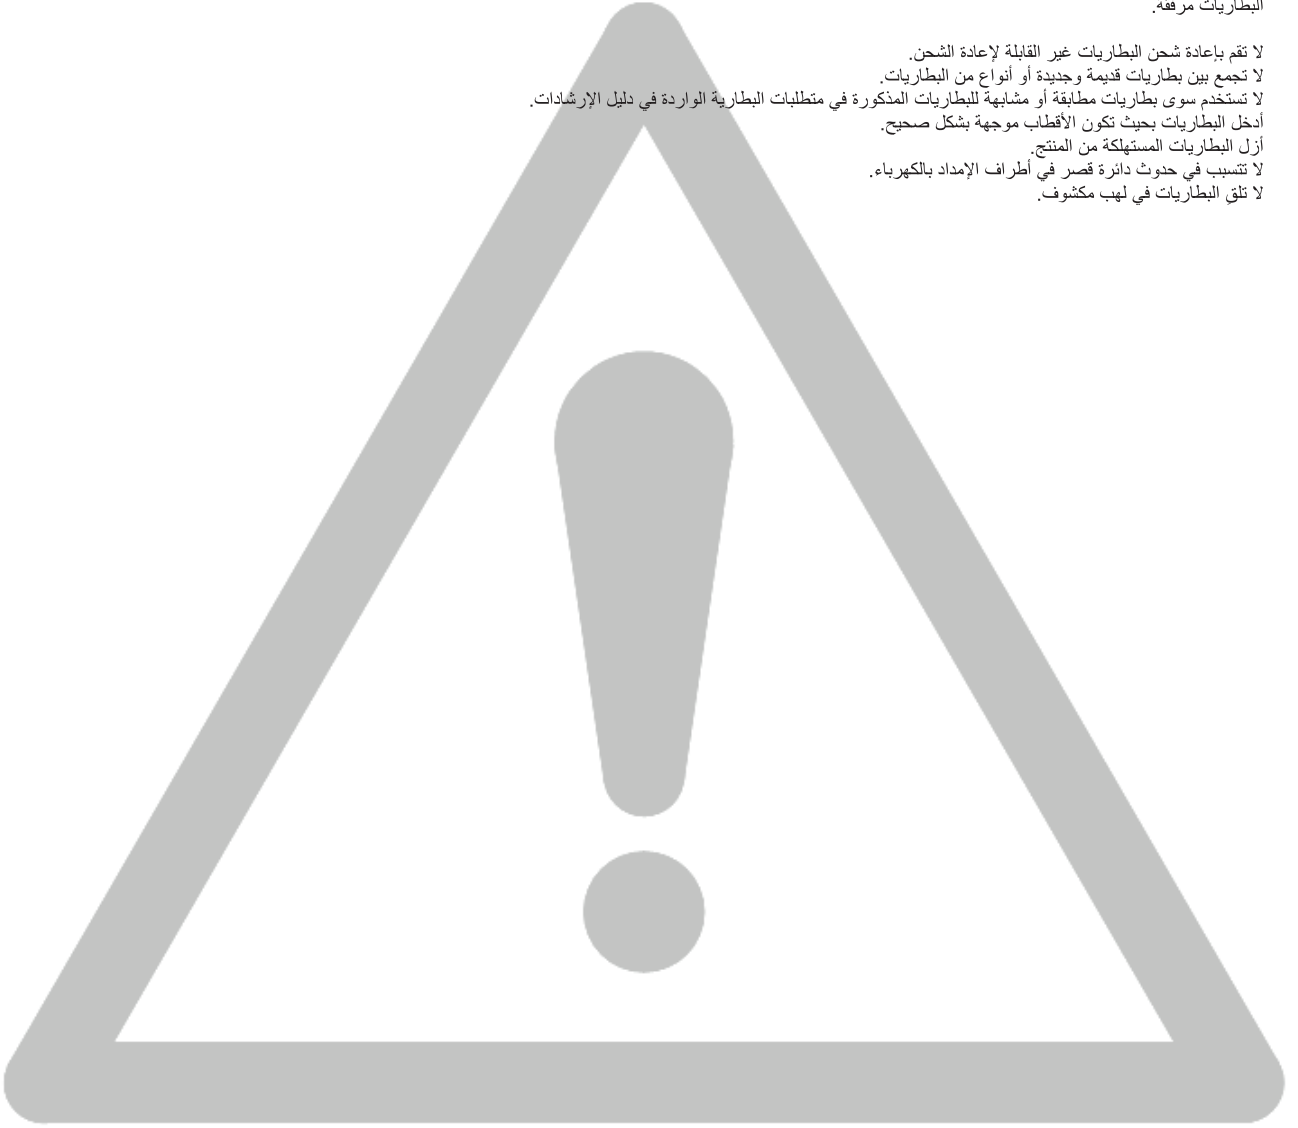 البطاريات مرفقة.
لا تقم بإعادة شحن البطاريات غير القابلة لإعادة الشحن.
لا تجمع بين بطاريات قديمة وجديدة أو أنواع من البطاريات.
لا تستخدم سوى بطاريات مطابقة أو مشابهة للبطاريات المذكورة في متطلبات البطارية الواردة في دليل الإرشادات.
أدخل البطاريات بحيث تكون الأقطاب موجهة بشكل صحيح.
أزل البطاريات المستهلكة من المنتج.
لا تتسبب في حدوث دائرة قصر في أطراف الإمداد بالكهرباء.
لا تلقِ البطاريات في لهب مكشوف.